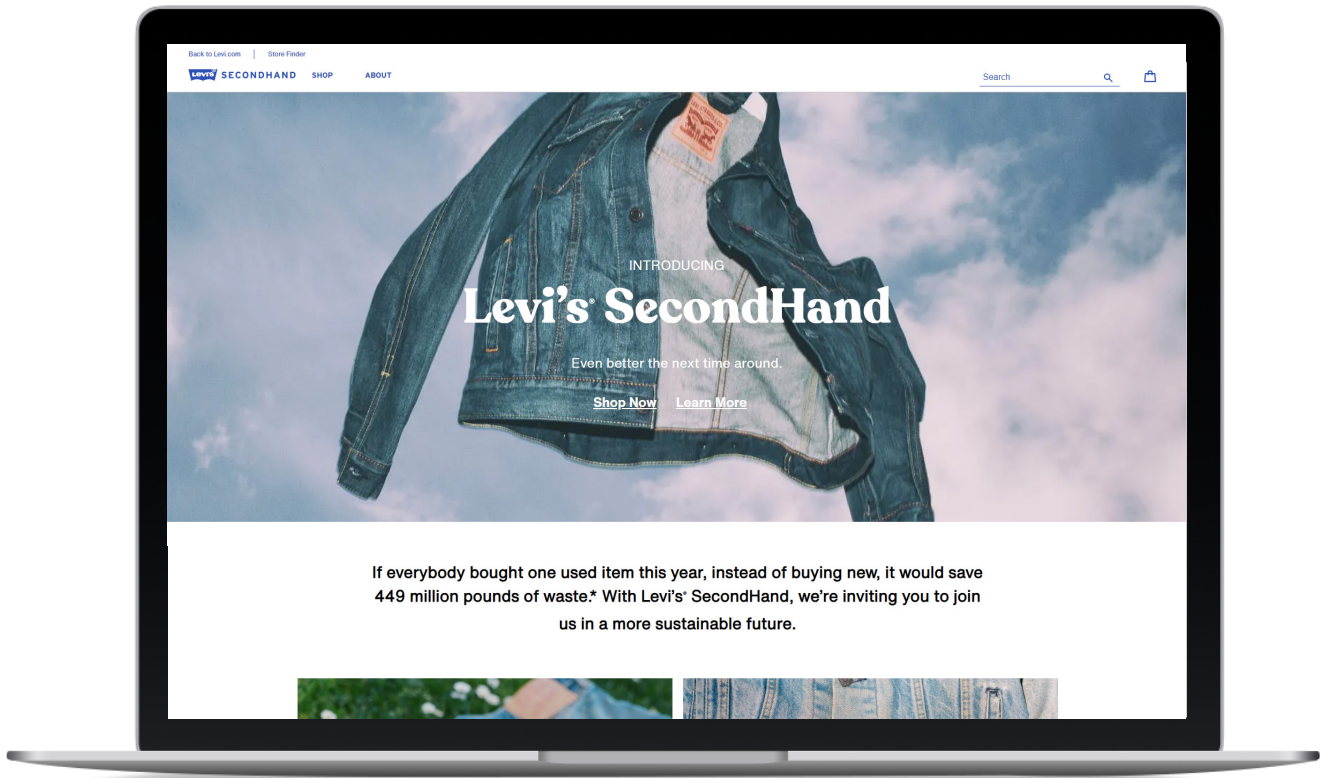 Back to Levi.com | Store Finder
Levi's SECONDHAND SHOP ABOUT Search
INTRODUCING
Levi's® SecondHand
Even better the next time around.
Shop Now Learn More
If everybody bought one used item this year, instead of buying new, it would save
449 million pounds of waste.* With Levi's® SecondHand, we're inviting you to join
us in a more sustainable future.